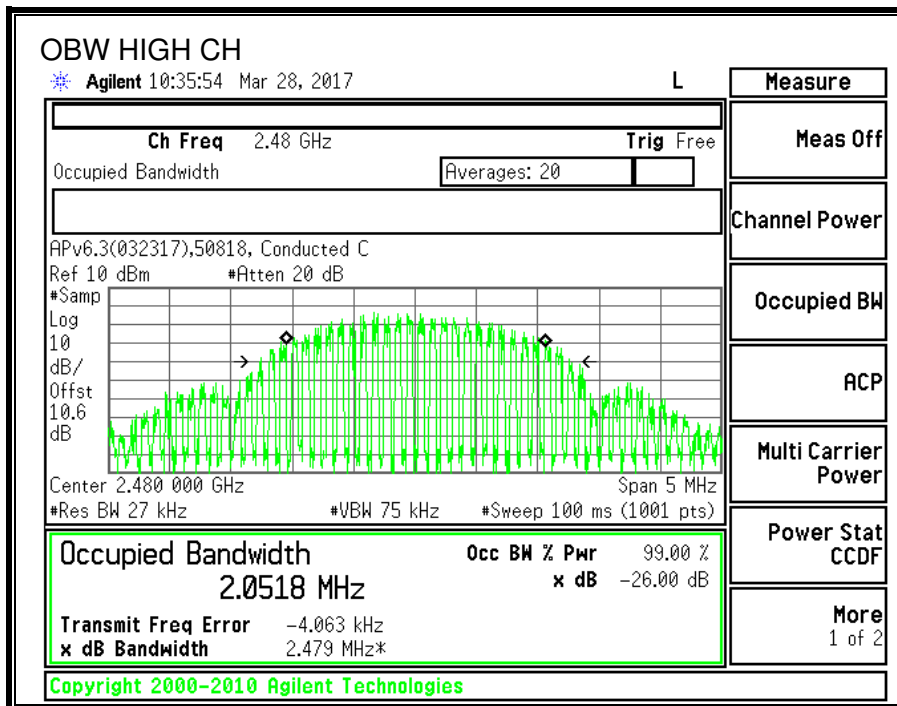 OBW HIGH CH
Agilent 10:35:54 Mar 28, 2017 L
Measure
Ch Freq 2.48 GHz Trig Free
Meas Off
Occupied Bandwidth Averages: 20
Channel Power
APv6.3(032317),50818, Conducted C
Ref 10 dBm #Atten 20 dB
#Samp
Log
10
dB/
Offst
10.6
dB
Occupied BW
ACP
Multi Carrier
Power
Center 2.480 000 GHz Span 5 MHz
#Res BW 27 kHz #VBW 75 kHz #Sweep 100 ms (1001 pts)
Power Stat
CCDF
Occupied Bandwidth Occ BW % Pwr 99.00 %
2.0518 MHz x dB -26.00 dB
Transmit Freq Error -4.063 kHz
x dB Bandwidth 2.479 MHz*
More
1 of 2
Copyright 2000-2010 Agilent Technologies